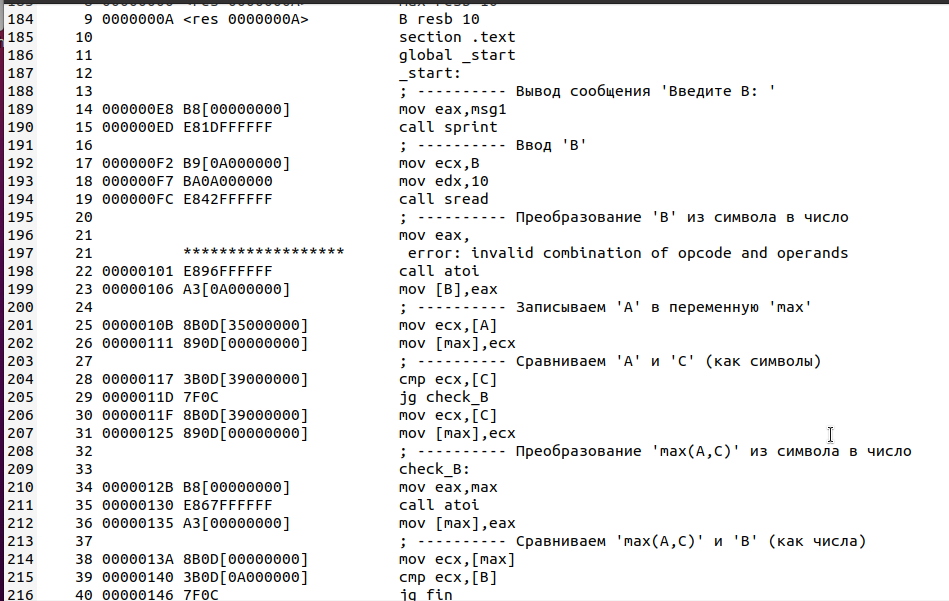 183 8 00000000 <res 0000000A> max resb 10
184 9 0000000A <res 0000000A> B resb 10
185 10 section .text
186 11 global _start
187 12 _start:
188 13 ; ---------- Вывод сообщения 'Введите B: '
189 14 000000E8 B8[00000000] mov eax,msg1
190 15 000000ED E81DFFFFFF call sprint
191 16 ; ---------- Ввод 'B'
192 17 000000F2 B9[0A000000] mov ecx,B
193 18 000000F7 BA0A000000 mov edx,10
194 19 000000FC E842FFFFFF call sread
195 20 ; ---------- Преобразование 'B' из символа в число
196 21 mov eax,
197 21 ****************** error: invalid combination of opcode and operands
198 22 00000101 E896FFFFFF call atoi
199 23 00000106 A3[0A000000] mov [B],eax
200 24 ; ---------- Записываем 'A' в переменную 'max'
201 25 0000010B 8B0D[35000000] mov ecx,[A]
202 26 00000111 890D[00000000] mov [max],ecx
203 27 ; ---------- Сравниваем 'A' и 'С' (как символы)
204 28 00000117 3B0D[39000000] cmp ecx,[C]
205 29 0000011D 7F0C jg check_B
206 30 0000011F 8B0D[39000000] mov ecx,[C]
207 31 00000125 890D[00000000] mov [max],ecx
208 32 ; ---------- Преобразование 'max(A,C)' из символа в число
209 33 check_B:
210 34 0000012B B8[00000000] mov eax,max
211 35 00000130 E867FFFFFF call atoi
212 36 00000135 A3[00000000] mov [max],eax
213 37 ; ---------- Сравниваем 'max(A,C)' и 'B' (как числа)
214 38 0000013A 8B0D[00000000] mov ecx,[max]
215 39 00000140 3B0D[0A000000] cmp ecx,[B]
216 40 00000146 7F0C jg fin